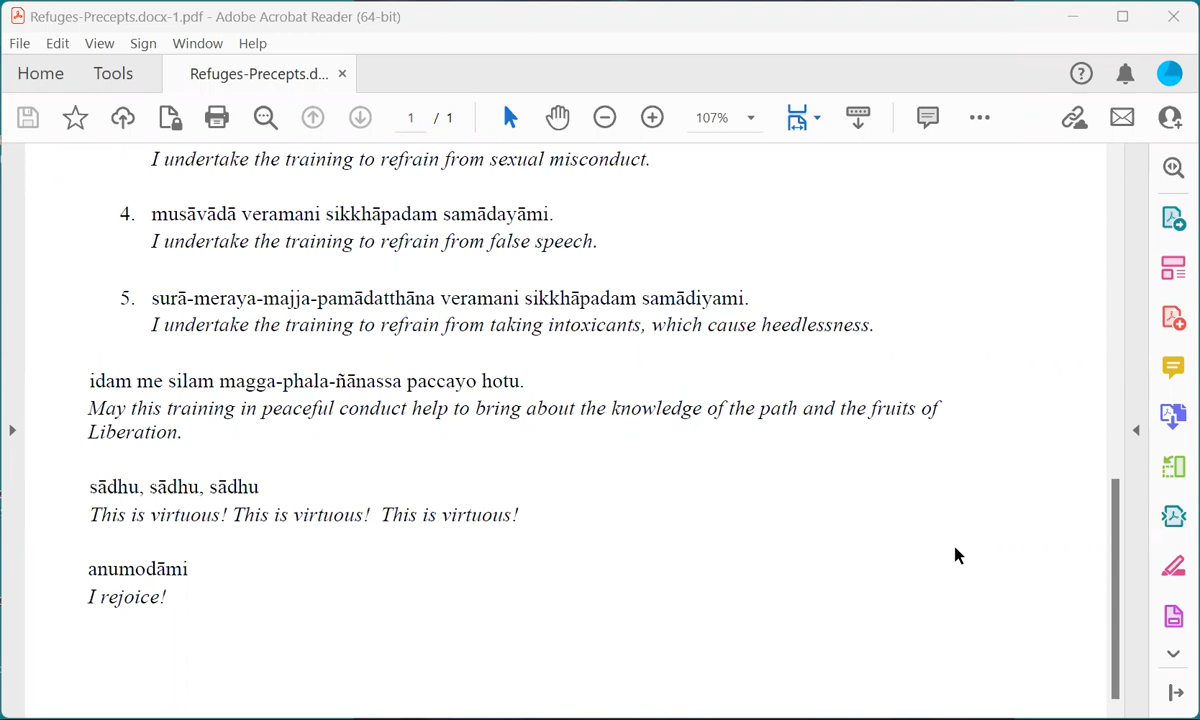 Refuges-Precepts.docx-1.pdf - Adobe Acrobat Reader (64-bit)
File Edit View Sign Window Help
Home Tools Refuges-Precepts.d... ×
1 / 1 107%
I undertake the training to refrain from sexual misconduct.
4. musāvādā veramani sikkhāpadam samādayāmi.
I undertake the training to refrain from false speech.
5. surā-meraya-majja-pamādatthāna veramani sikkhāpadam samādiyami.
I undertake the training to refrain from taking intoxicants, which cause heedlessness.
idam me silam magga-phala-ñānassa paccayo hotu.
May this training in peaceful conduct help to bring about the knowledge of the path and the fruits of
Liberation.
sādhu, sādhu, sādhu
This is virtuous! This is virtuous!  This is virtuous!
anumodāmi
I rejoice!